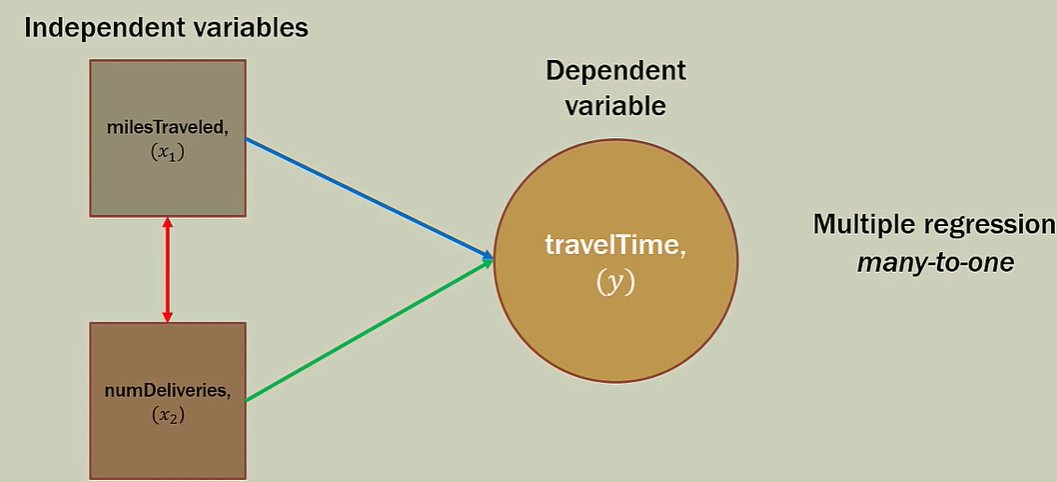 Independent variables
milesTraveled,
(x₁)
numDeliveries,
(x₂)
Dependent
variable
travelTime,
(y)
Multiple regression
many-to-one